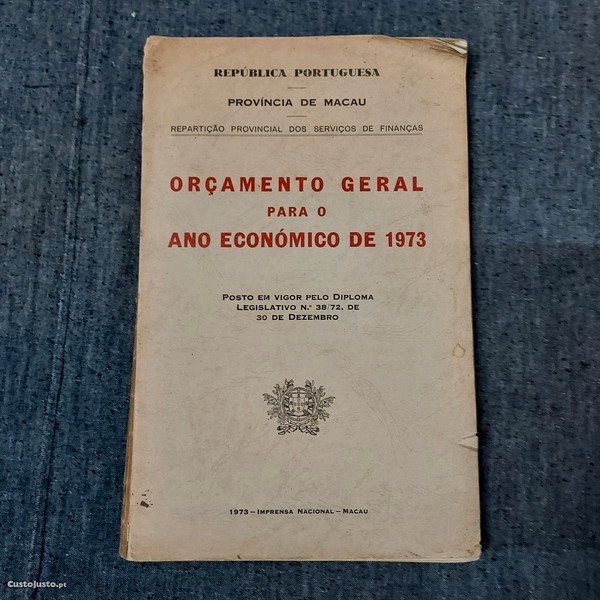 REPÚBLICA PORTUGUESA
PROVÍNCIA DE MACAU
REPARTIÇÃO PROVINCIAL DOS SERVIÇOS DE FINANÇAS
ORÇAMENTO GERAL
PARA O
ANO ECONÓMICO DE 1973
POSTO EM VIGOR PELO DIPLOMA
LEGISLATIVO N.º 38/72, DE
30 DE DEZEMBRO
1973 — IMPRENSA NACIONAL — MACAU
CustoJusto.pt